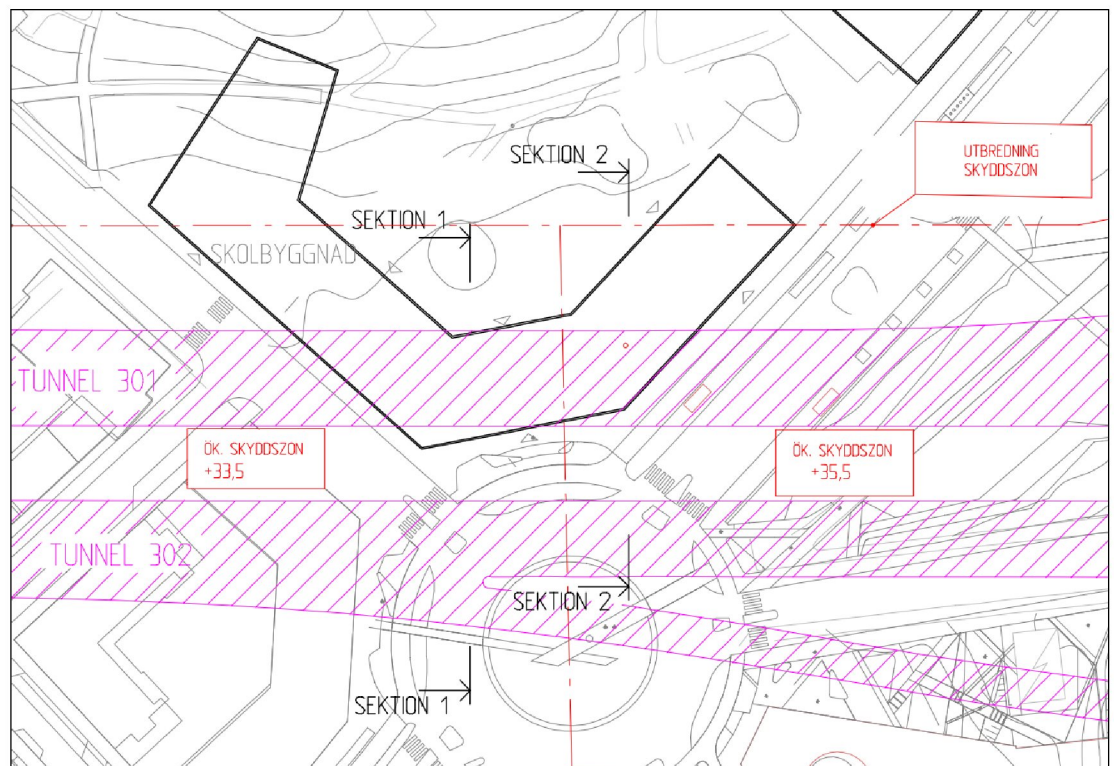 SEKTION 2
UTBREDNING
SKYDDSZON
SEKTION 1
SKOLBYGGNAD
TUNNEL 301
ÖK. SKYDDSZON
+33,5
ÖK. SKYDDSZON
+35,5
TUNNEL 302
SEKTION 2
SEKTION 1